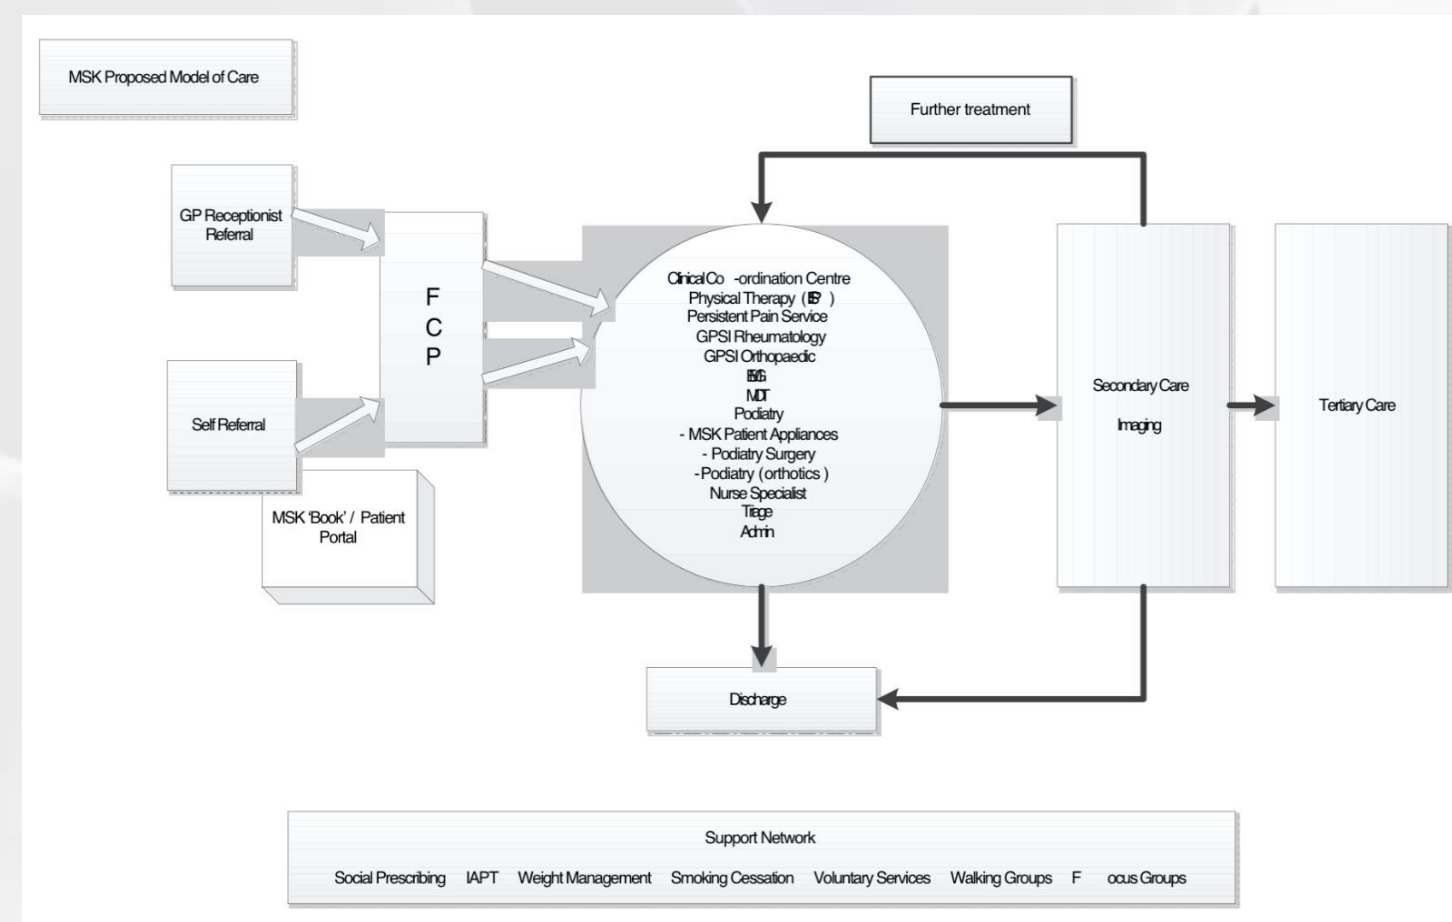 MSK Proposed Model of Care
Further treatment
GP Receptionist
Referral
F
C
P
Clinical Co -ordination Centre
Physical Therapy ( )
Persistent Pain Service
GPSI Rheumatology
GPSI Orthopaedic
MDT
Podiatry
- MSK Patient Appliances
- Podiatry Surgery
-Podiatry ( orthotics )
Nurse Specialist
Triage
Admin
Secondary Care
Imaging
Tertiary Care
Self Referral
MSK 'Book' / Patient
Portal
Discharge
Support Network
Social Prescribing IAPT Weight Management Smoking Cessation Voluntary Services Walking Groups F ocus Groups